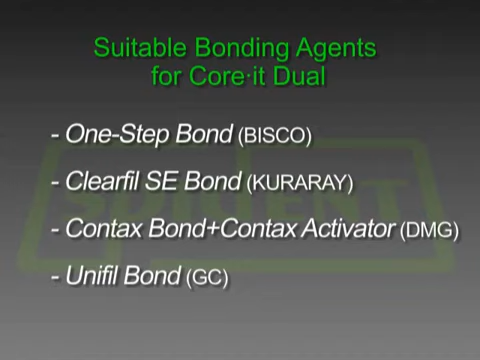 Suitable Bonding Agents
for Core·it Dual
- One-Step Bond (BISCO)
- Clearfil SE Bond (KURARAY)
- Contax Bond+Contax Activator (DMG)
- Unifil Bond (GC)
SPIDENT